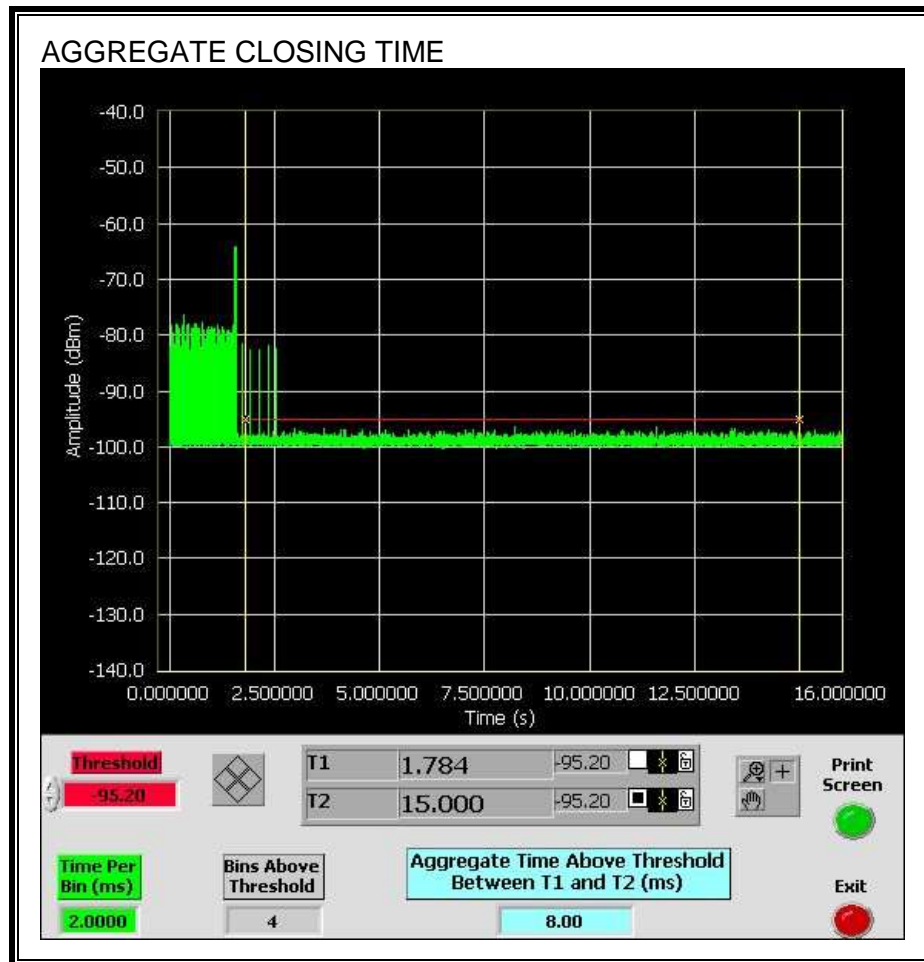 AGGREGATE CLOSING TIME
-40.0
-50.0
-60.0
-70.0
-80.0
-90.0
-100.0
-110.0
-120.0
-130.0
-140.0
Amplitude (dBm)
0.000000 2.500000 5.000000 7.500000 10.000000 12.500000 16.000000
Time (s)
Threshold
-95.20
T1 1.784 -95.20
T2 15.000 -95.20
Print
Screen
Time Per
Bin (ms)
2.0000
Bins Above
Threshold
4
Aggregate Time Above Threshold
Between T1 and T2 (ms)
8.00
Exit